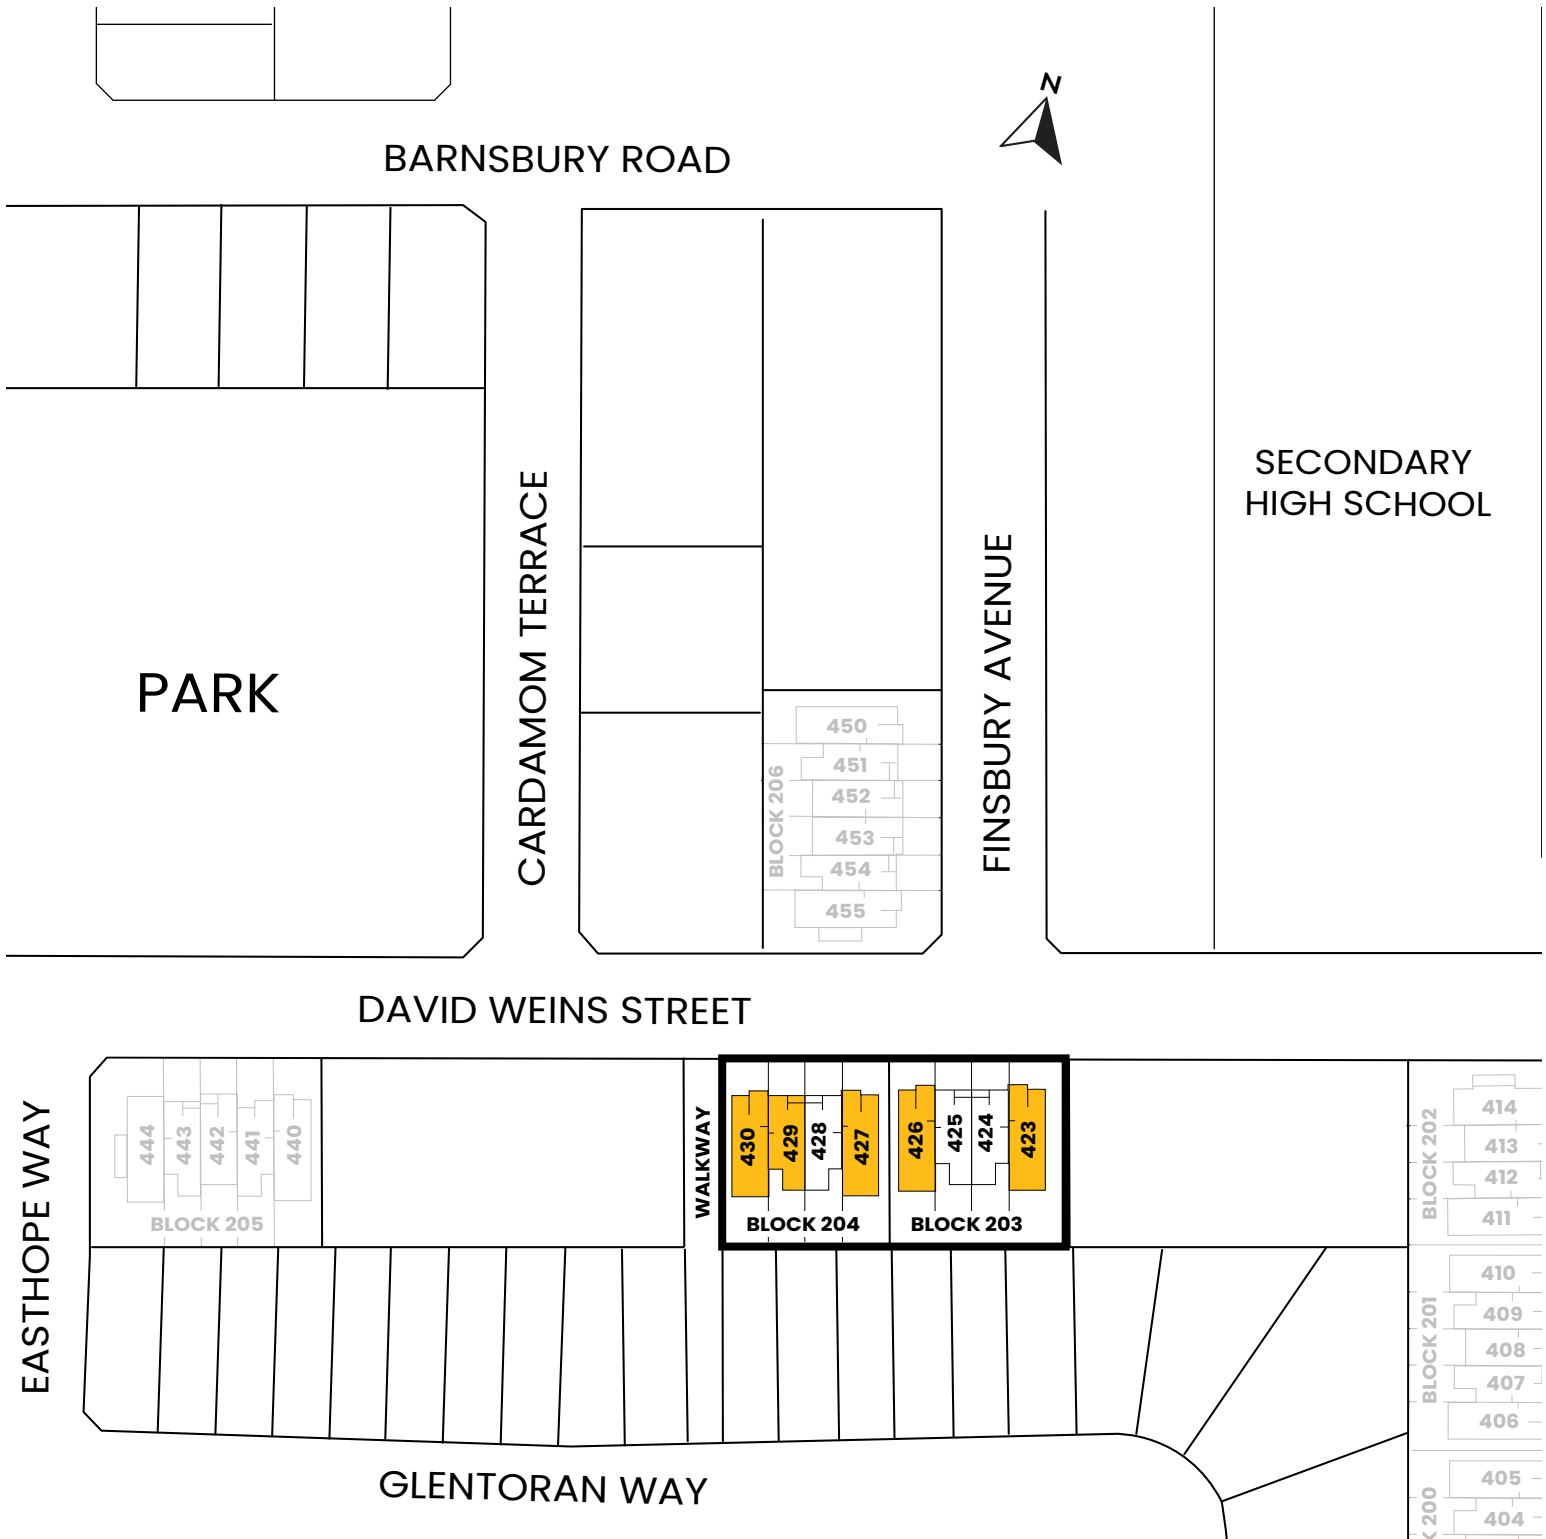 N
BARNSBURY ROAD
SECONDARY
HIGH SCHOOL
CARDAMOM TERRACE
FINSBURY AVENUE
PARK
450
451
452
453
454
455
BLOCK 206
DAVID WEINS STREET
EASTHOPE WAY
444
443
442
441
440
BLOCK 205
WALKWAY
430
429
428
427
BLOCK 204
426
425
424
423
BLOCK 203
414
413
412
411
BLOCK 202
410
409
408
407
406
BLOCK 201
405
404
K 200
GLENTORAN WAY